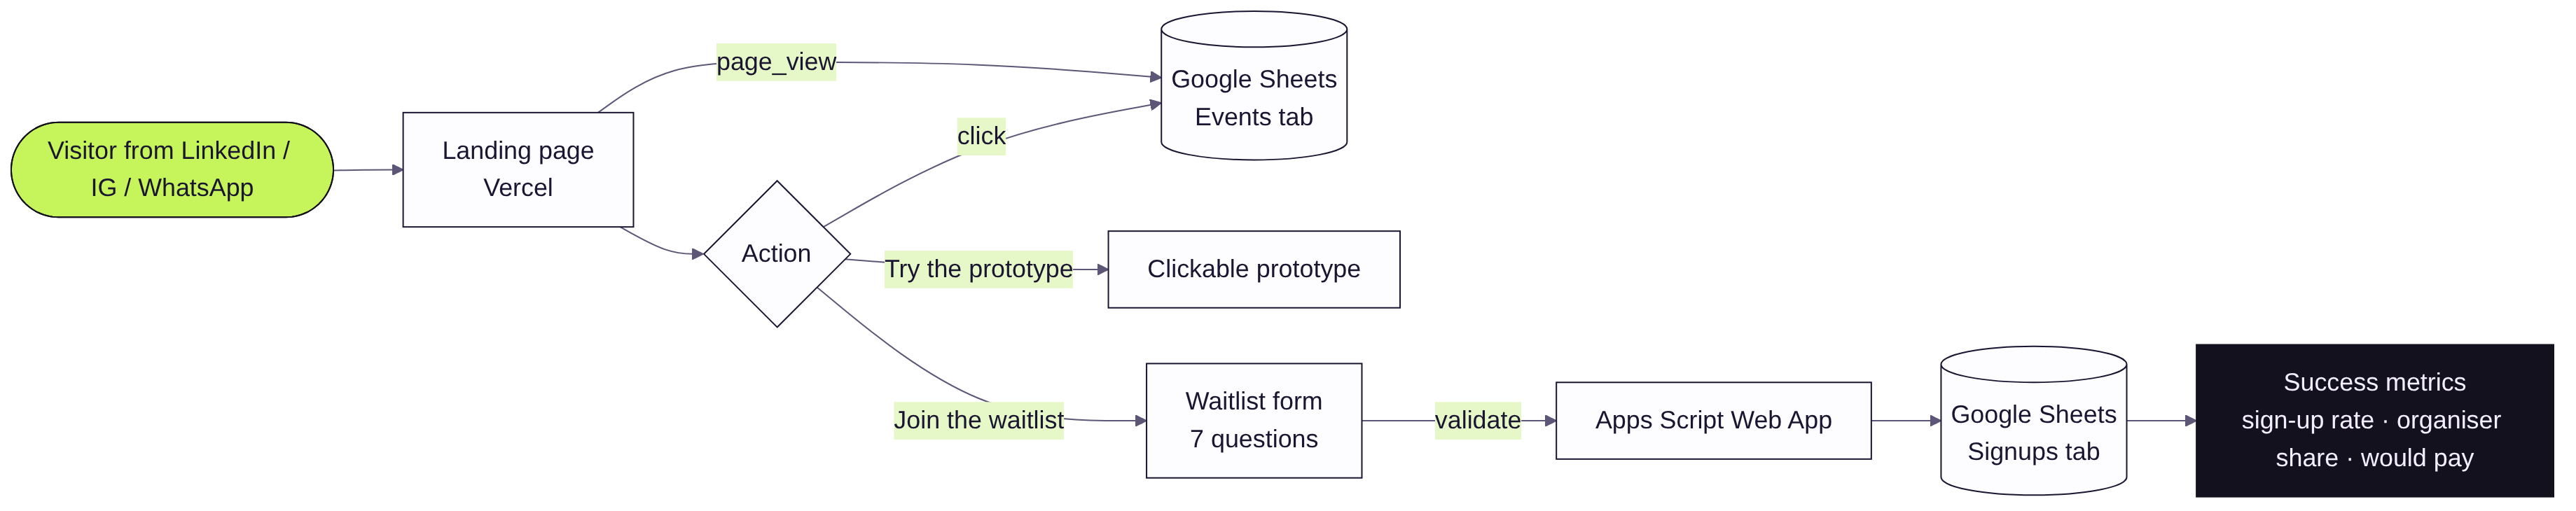 Visitor from LinkedIn /
IG / WhatsApp
Landing page
Vercel
page_view
Google Sheets
Events tab
click
Action
Try the prototype
Clickable prototype
Join the waitlist
Waitlist form
7 questions
validate
Apps Script Web App
Google Sheets
Signups tab
Success metrics
sign-up rate · organiser
share · would pay